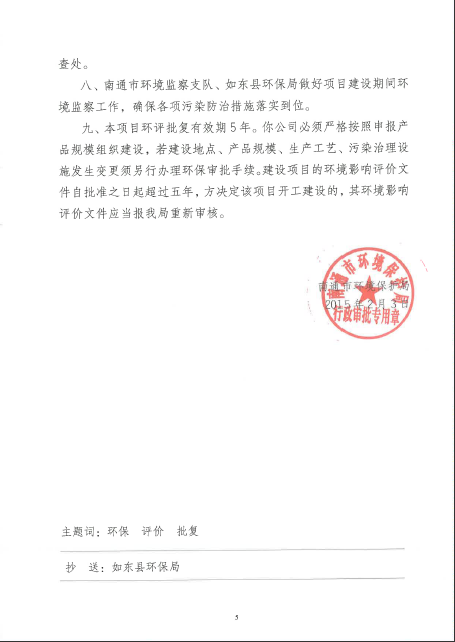 查处。
八、南通市环境监察支队、如东县环保局做好项目建设期间环
境监察工作，确保各项污染防治措施落实到位。
九、本项目环评批复有效期5年。你公司必须严格按照申报产
品规模组织建设，若建设地点、产品规模、生产工艺、污染治理设
施发生变更须另行办理环保审批手续。建设项目的环境影响评价文
件自批准之日起超过五年，方决定该项目开工建设的，其环境影响
评价文件应当报我局重新审核。
南通市环境保护局
南通市环境保护局
2015年2月3日
行政审批专用章
主题词：环保 评价 批复
抄 送：如东县环保局
5